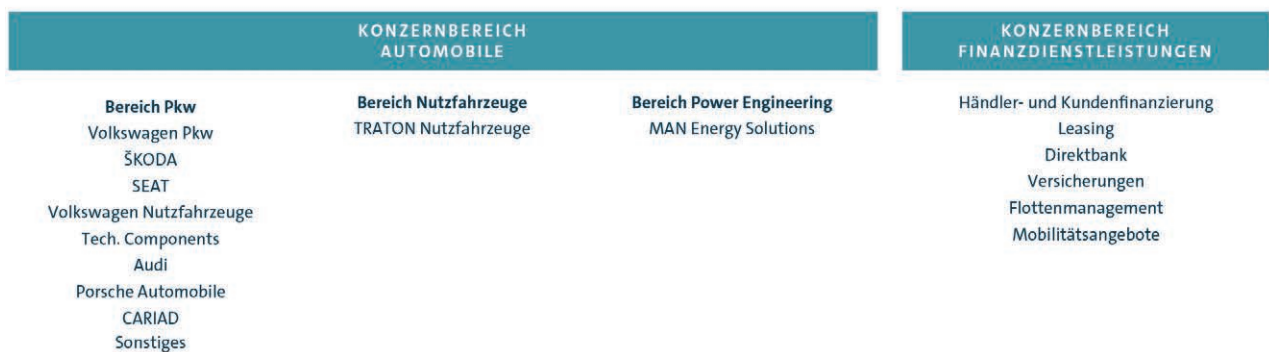 KONZERNBEREICH
AUTOMOBILE
Bereich Pkw
Volkswagen Pkw
ŠKODA
SEAT
Volkswagen Nutzfahrzeuge
Tech. Components
Audi
Porsche Automobile
CARIAD
Sonstiges
Bereich Nutzfahrzeuge
TRATON Nutzfahrzeuge
Bereich Power Engineering
MAN Energy Solutions
KONZERNBEREICH
FINANZDIENSTLEISTUNGEN
Händler- und Kundenfinanzierung
Leasing
Direktbank
Versicherungen
Flottenmanagement
Mobilitätsangebote